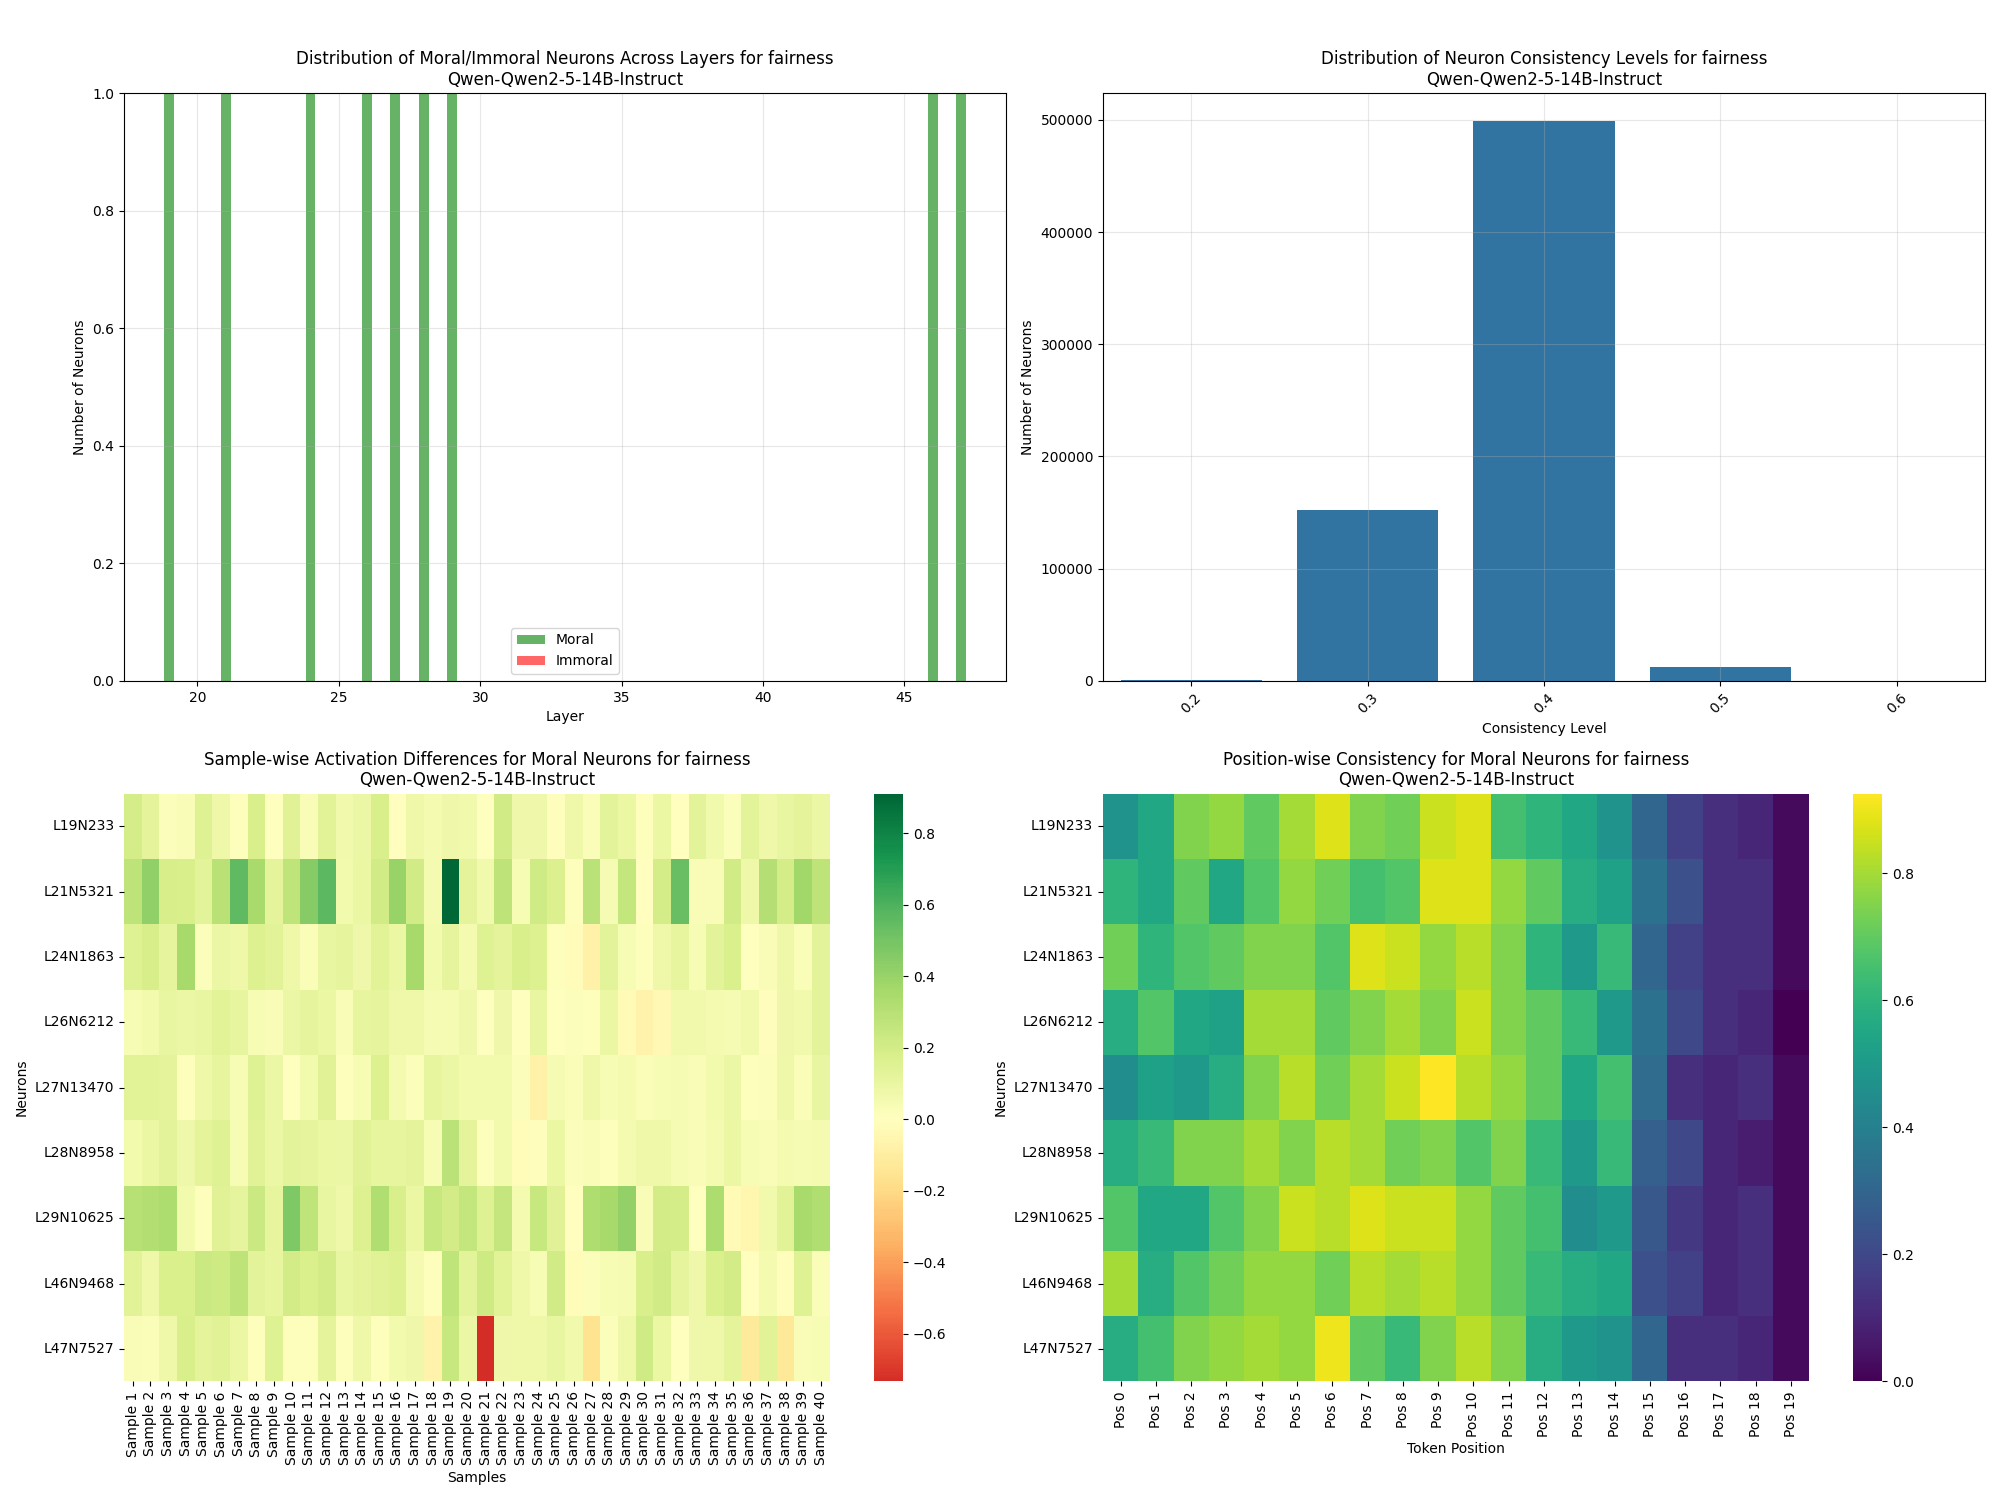 Distribution of Moral/Immoral Neurons Across Layers for fairness
Qwen-Qwen2-5-14B-Instruct
1.0
0.8
0.6
0.4
0.2
0.0
Number of Neurons
20
25
30
35
40
45
Layer
Moral
Immoral
Distribution of Neuron Consistency Levels for fairness
Qwen-Qwen2-5-14B-Instruct
500000
400000
300000
200000
100000
0
Number of Neurons
0.2
0.3
0.4
0.5
0.6
Consistency Level
Sample-wise Activation Differences for Moral Neurons for fairness
Qwen-Qwen2-5-14B-Instruct
L19N233
L21N5321
L24N1863
L26N6212
L27N13470
L28N8958
L29N10625
L46N9468
L47N7527
Neurons
Sample 1
Sample 2
Sample 3
Sample 4
Sample 5
Sample 6
Sample 7
Sample 8
Sample 9
Sample 10
Sample 11
Sample 12
Sample 13
Sample 14
Sample 15
Sample 16
Sample 17
Sample 18
Sample 19
Sample 20
Sample 21
Sample 22
Sample 23
Sample 24
Sample 25
Sample 26
Sample 27
Sample 28
Sample 29
Sample 30
Sample 31
Sample 32
Sample 33
Sample 34
Sample 35
Sample 36
Sample 37
Sample 38
Sample 39
Sample 40
Samples
0.8
0.6
0.4
0.2
0.0
−0.2
−0.4
−0.6
Position-wise Consistency for Moral Neurons for fairness
Qwen-Qwen2-5-14B-Instruct
L19N233
L21N5321
L24N1863
L26N6212
L27N13470
L28N8958
L29N10625
L46N9468
L47N7527
Neurons
Pos 0
Pos 1
Pos 2
Pos 3
Pos 4
Pos 5
Pos 6
Pos 7
Pos 8
Pos 9
Pos 10
Pos 11
Pos 12
Pos 13
Pos 14
Pos 15
Pos 16
Pos 17
Pos 18
Pos 19
Token Position
0.8
0.6
0.4
0.2
0.0